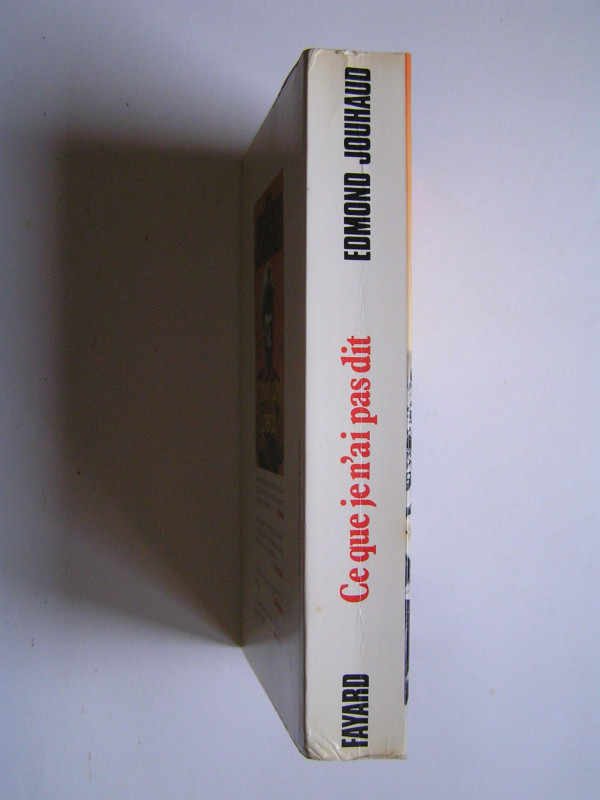 EDMOND JOUHAUD
Ce que je n'ai pas dit
FAYARD